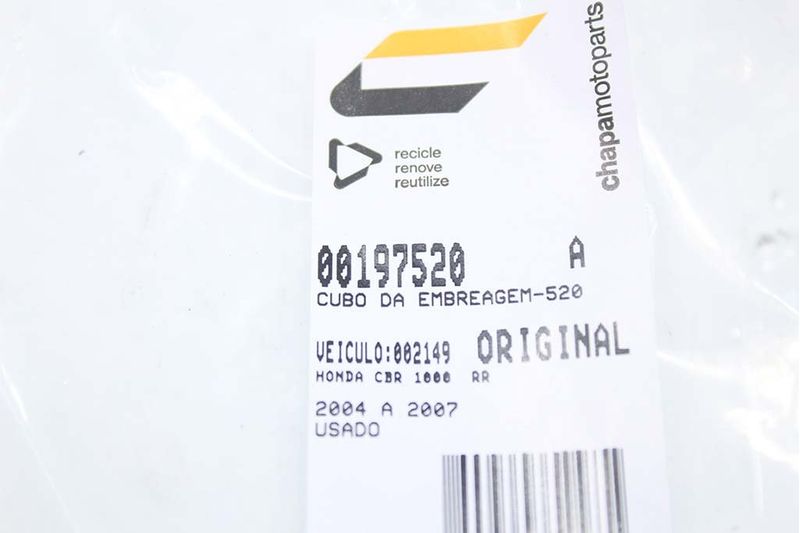 chapamotoparts
recicle
renove
reutilize
00197520 A
CUBO DA EMBREAGEM-520
VEICULO:002149 ORIGINAL
HONDA CBR 1000 RR
2004 A 2007
USADO